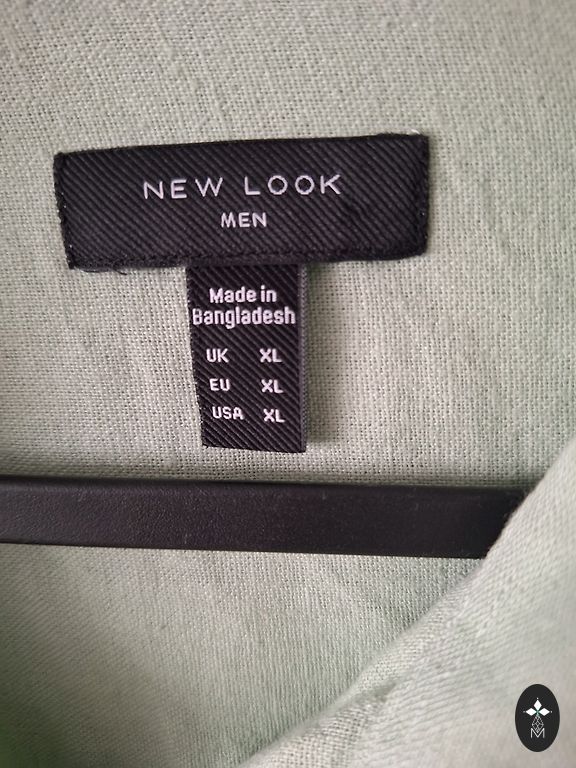 NEW LOOK
MEN
Made in
Bangladesh
UK XL
EU XL
USA XL
M